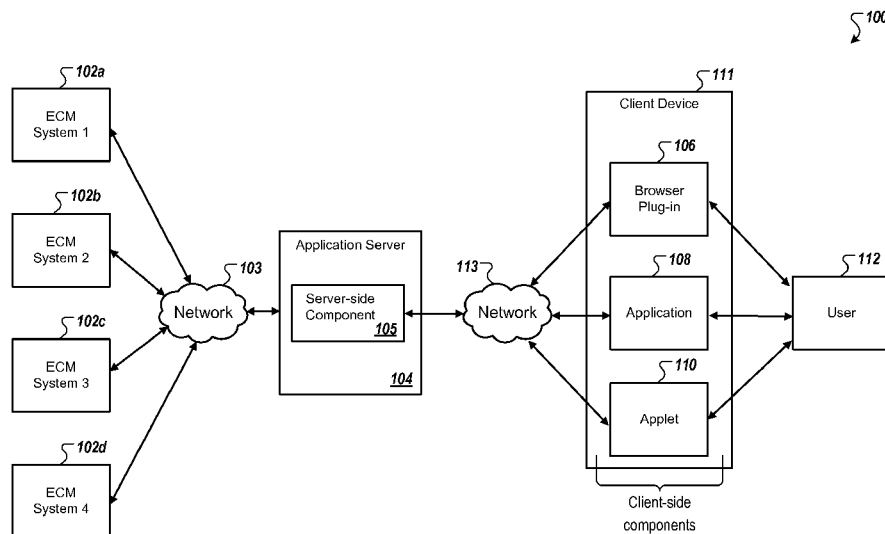 100
102a
ECM
System 1
102b
ECM
System 2
102c
ECM
System 3
102d
ECM
System 4
103
Network
Application Server
Server-side
Component
105
104
113
Network
111
Client Device
106
Browser
Plug-in
108
Application
110
Applet
Client-side
components
112
User